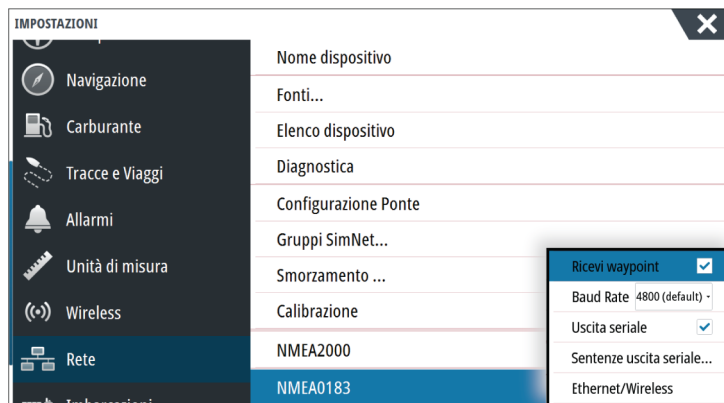 IMPOSTAZIONI
Navigazione
Carburante
Tracce e Viaggi
Allarmi
Unità di misura
Wireless
Rete
Imbarcazioni
Nome dispositivo
Fonti...
Elenco dispositivo
Diagnostica
Configurazione Ponte
Gruppi SimNet...
Smorzamento ...
Calibrazione
NMEA2000
NMEA0183
Ricevi waypoint
Baud Rate 4800 (default)
Uscita seriale
Sentenze uscita seriale...
Ethernet/Wireless